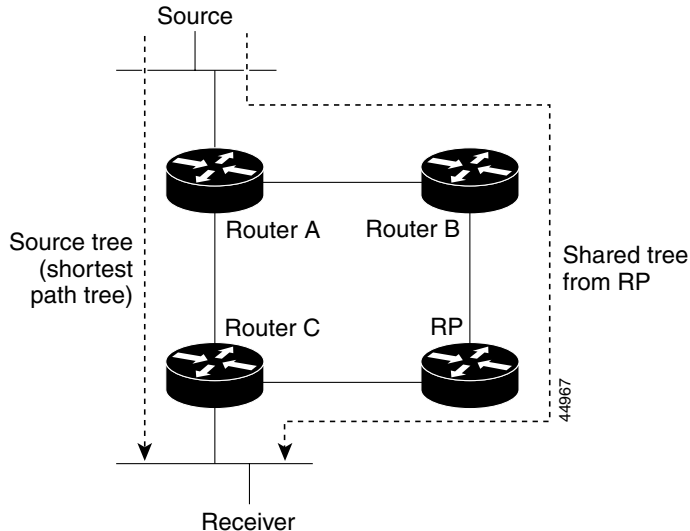 Source
Router A
Router B
Source tree
(shortest
path tree)
Shared tree
from RP
Router C
RP
44967
Receiver